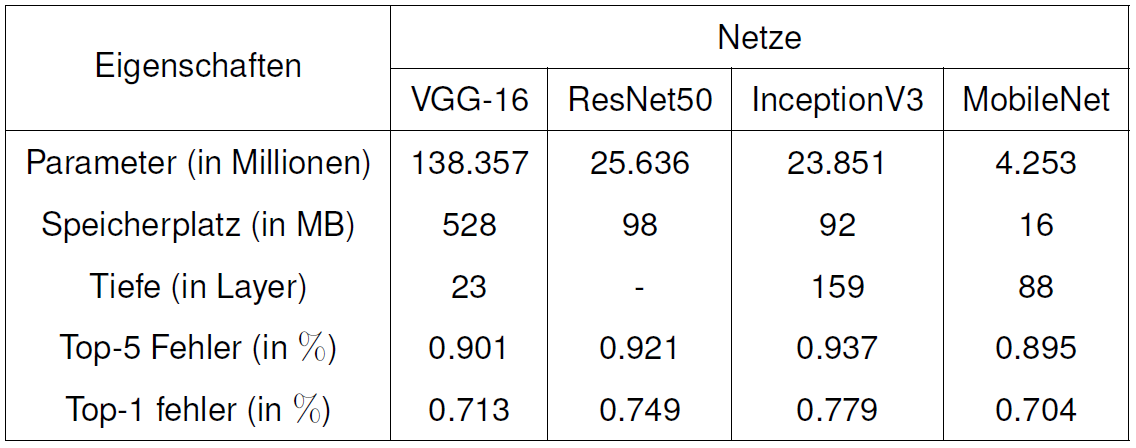 Eigenschaften Netze
VGG-16 ResNet50 InceptionV3 MobileNet
Parameter (in Millionen) 138.357 25.636 23.851 4.253
Speicherplatz (in MB) 528 98 92 16
Tiefe (in Layer) 23 - 159 88
Top-5 Fehler (in %) 0.901 0.921 0.937 0.895
Top-1 fehler (in %) 0.713 0.749 0.779 0.704